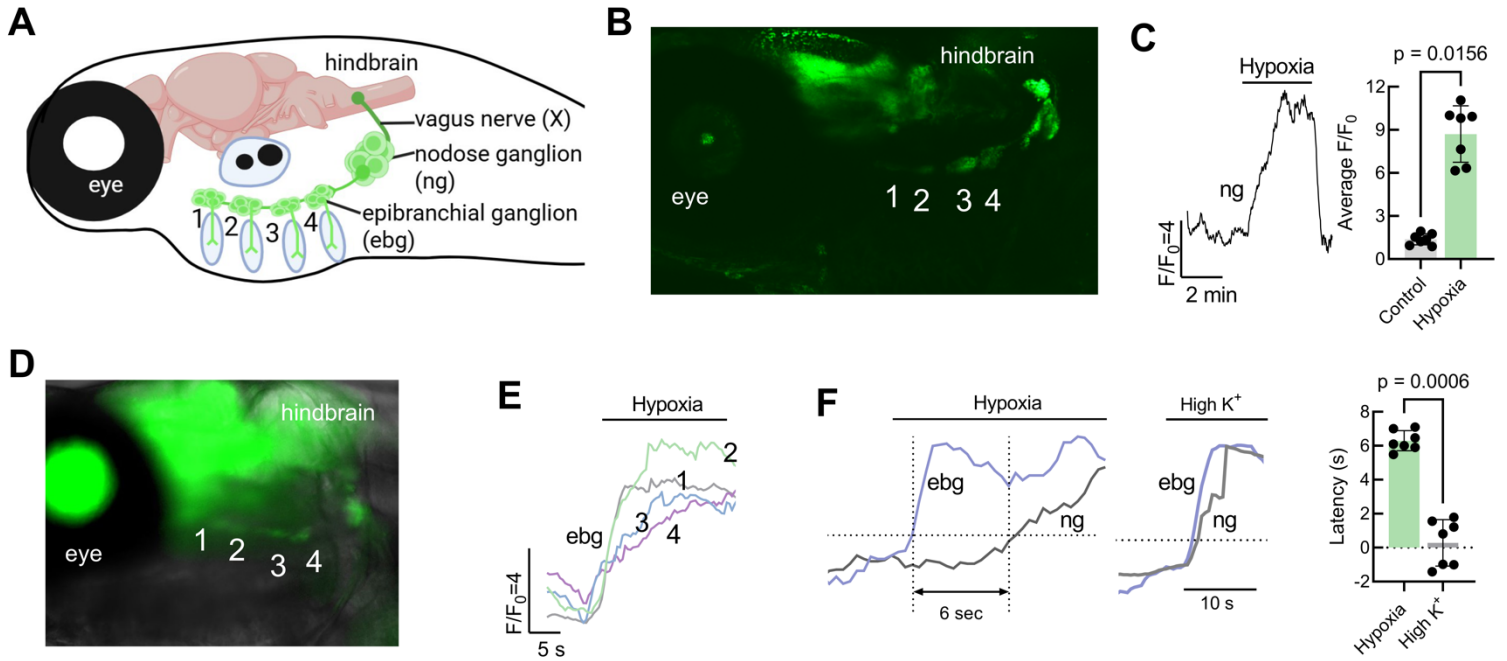 A
hindbrain
vagus nerve (X)
nodose ganglion
(ng)
epibranchial ganglion
(ebg)
eye
1
2
3
4
B
hindbrain
eye
1
2
3
4
C
Hypoxia
ng
F/F₀=4
2 min
p = 0.0156
Average F/F₀
12
9
6
3
0
Control
Hypoxia
D
hindbrain
eye
1
2
3
4
E
Hypoxia
2
1
3
4
ebg
F/F₀=4
5 s
F
Hypoxia
ebg
ng
6 sec
High K⁺
ebg
ng
10 s
p = 0.0006
Latency (s)
8
6
4
2
0
-2
Hypoxia
High K⁺